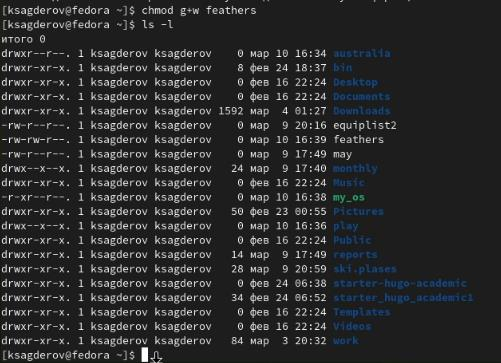 [ksagderov@fedora ~]$ chmod g+w feathers
[ksagderov@fedora ~]$ ls -l
итого 0
drwxr--r--. 1 ksagderov ksagderov 0 мар 10 16:34 australia
drwxr-xr-x. 1 ksagderov ksagderov 8 фев 24 18:37 bin
drwxr-xr-x. 1 ksagderov ksagderov 0 фев 16 22:24 Desktop
drwxr-xr-x. 1 ksagderov ksagderov 0 фев 16 22:24 Documents
drwxr-xr-x. 1 ksagderov ksagderov 1592 мар 4 01:27 Downloads
-rw-r--r--. 1 ksagderov ksagderov 0 мар 9 20:16 equiplist2
-rw-rw-r--. 1 ksagderov ksagderov 0 мар 10 16:39 feathers
-rw-r--r--. 1 ksagderov ksagderov 0 мар 9 17:49 may
drwx--x--x. 1 ksagderov ksagderov 24 мар 9 17:40 monthly
drwxr-xr-x. 1 ksagderov ksagderov 0 фев 16 22:24 Music
-r-xr--r--. 1 ksagderov ksagderov 0 мар 10 16:38 my_os
drwxr-xr-x. 1 ksagderov ksagderov 50 фев 23 00:55 Pictures
drwx--x--x. 1 ksagderov ksagderov 0 мар 10 16:36 play
drwxr-xr-x. 1 ksagderov ksagderov 0 фев 16 22:24 Public
drwxr-xr-x. 1 ksagderov ksagderov 14 мар 9 17:49 reports
drwxr-xr-x. 1 ksagderov ksagderov 28 мар 9 20:59 ski.plases
drwxr-xr-x. 1 ksagderov ksagderov 0 фев 24 06:38 starter-hugo-academic
drwxr-xr-x. 1 ksagderov ksagderov 34 фев 24 06:52 starter_hugo_academic1
drwxr-xr-x. 1 ksagderov ksagderov 0 фев 16 22:24 Templates
drwxr-xr-x. 1 ksagderov ksagderov 0 фев 16 22:24 Videos
drwxr-xr-x. 1 ksagderov ksagderov 84 мар 3 20:32 work
[ksagderov@fedora ~]$